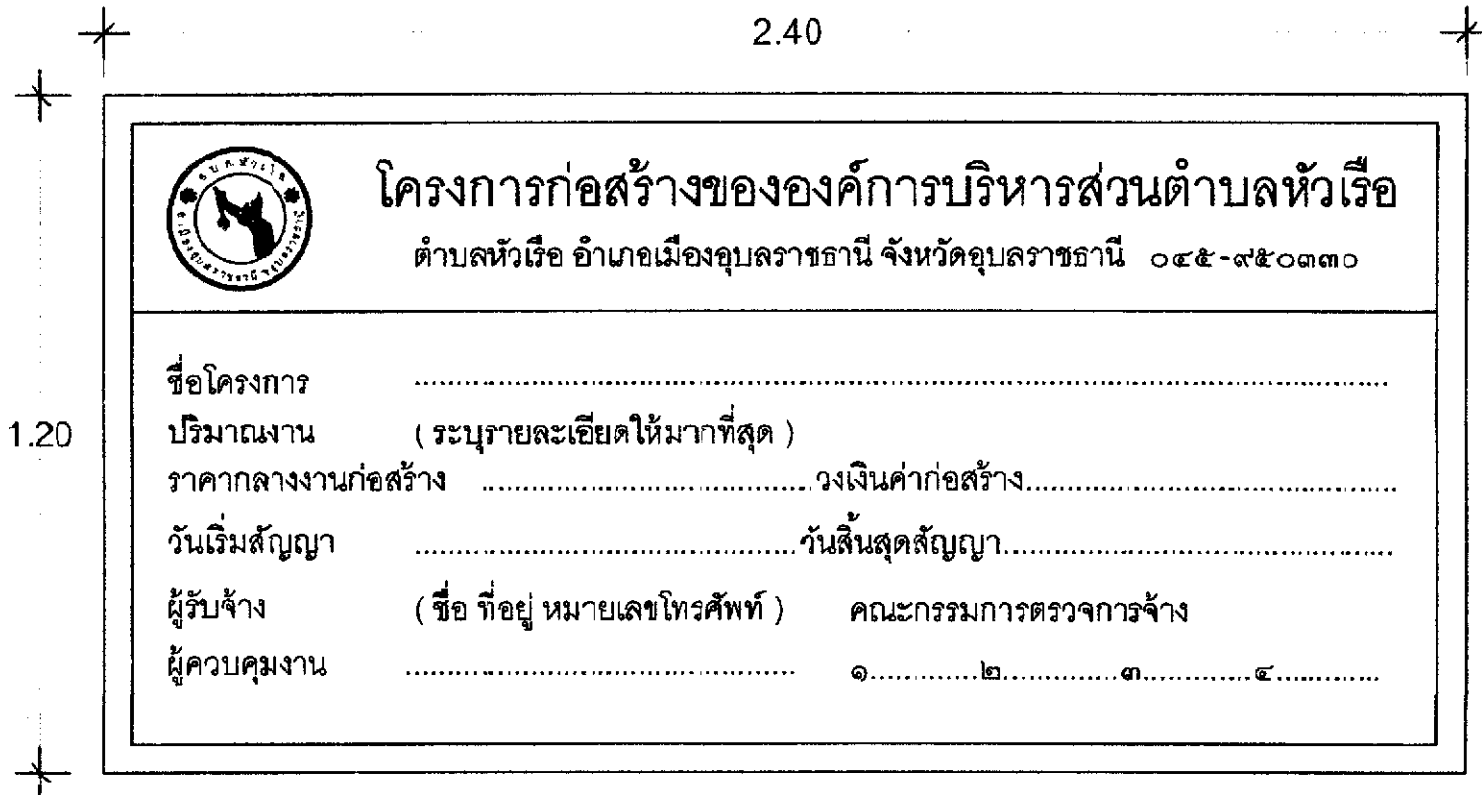 2.40
โครงการก่อสร้างขององค์การบริหารส่วนตำบลหัวเรือ
ตำบลหัวเรือ อำเภอเมืองอุบลราชธานี จังหวัดอุบลราชธานี ๐๔๕-๙๕๐๓๓๐
ชื่อโครงการ ........................................................................
1.20
ปริมาณงาน ( ระบุรายละเอียดให้มากที่สุด )
ราคากลางงานก่อสร้าง ........................................วงเงินค่าก่อสร้าง........................................
วันเริ่มสัญญา ........................................วันสิ้นสุดสัญญา........................................
ผู้รับจ้าง ( ชื่อ ที่อยู่ หมายเลขโทรศัพท์ ) คณะกรรมการตรวจการจ้าง
ผู้ควบคุมงาน ........................................ ๑.............๒.............๓.............๔.............